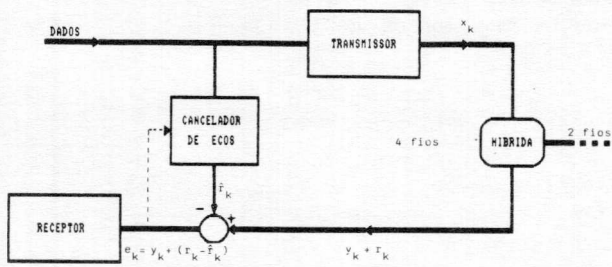 DADOS
TRANSMISSOR
x_k
CANCELADOR
DE ECOS
4 fios
HIBRIDA
2 fios
r̂_k
−
+
RECEPTOR
e_k = y_k + (r_k - r̂_k)
y_k + r_k